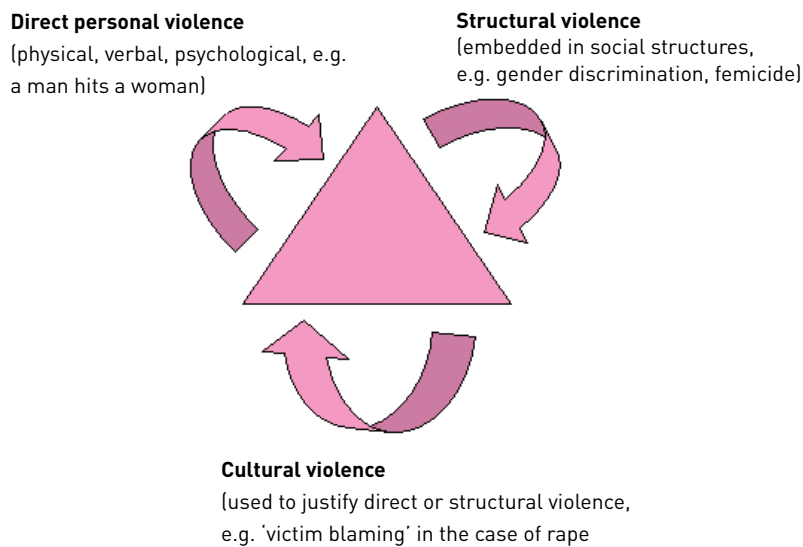 Direct personal violence
(physical, verbal, psychological, e.g.
a man hits a woman)
Structural violence
(embedded in social structures,
e.g. gender discrimination, femicide)
Cultural violence
(used to justify direct or structural violence,
e.g. ‘victim blaming’ in the case of rape